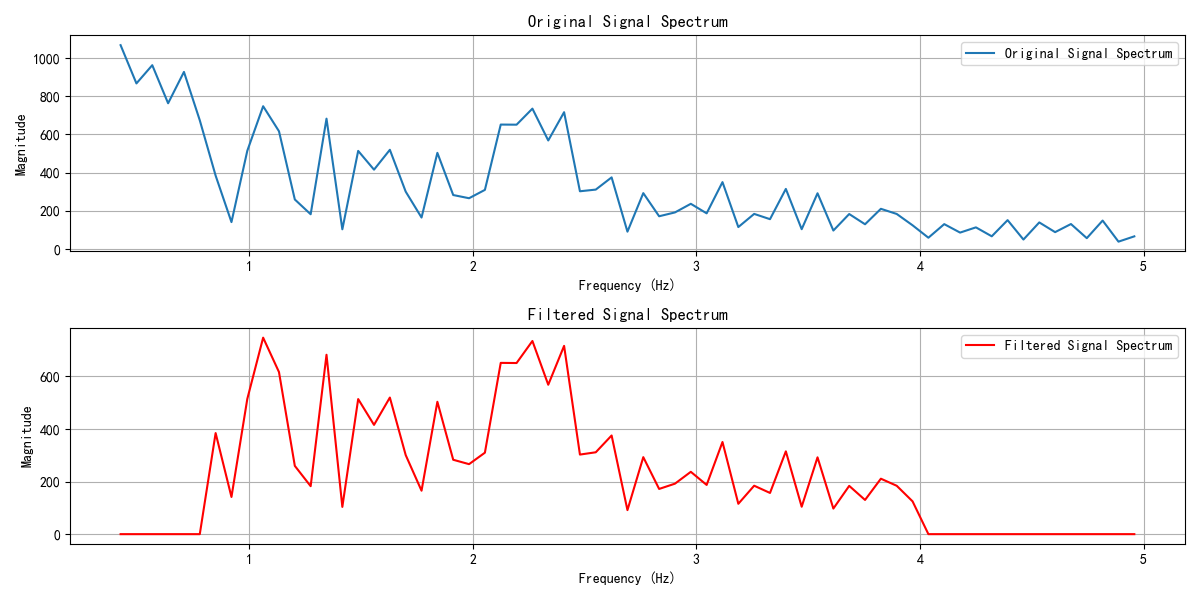 Original Signal Spectrum
Original Signal Spectrum
Magnitude
1000
800
600
400
200
0
1
2
3
4
5
Frequency (Hz)
Filtered Signal Spectrum
Filtered Signal Spectrum
Magnitude
600
400
200
0
1
2
3
4
5
Frequency (Hz)